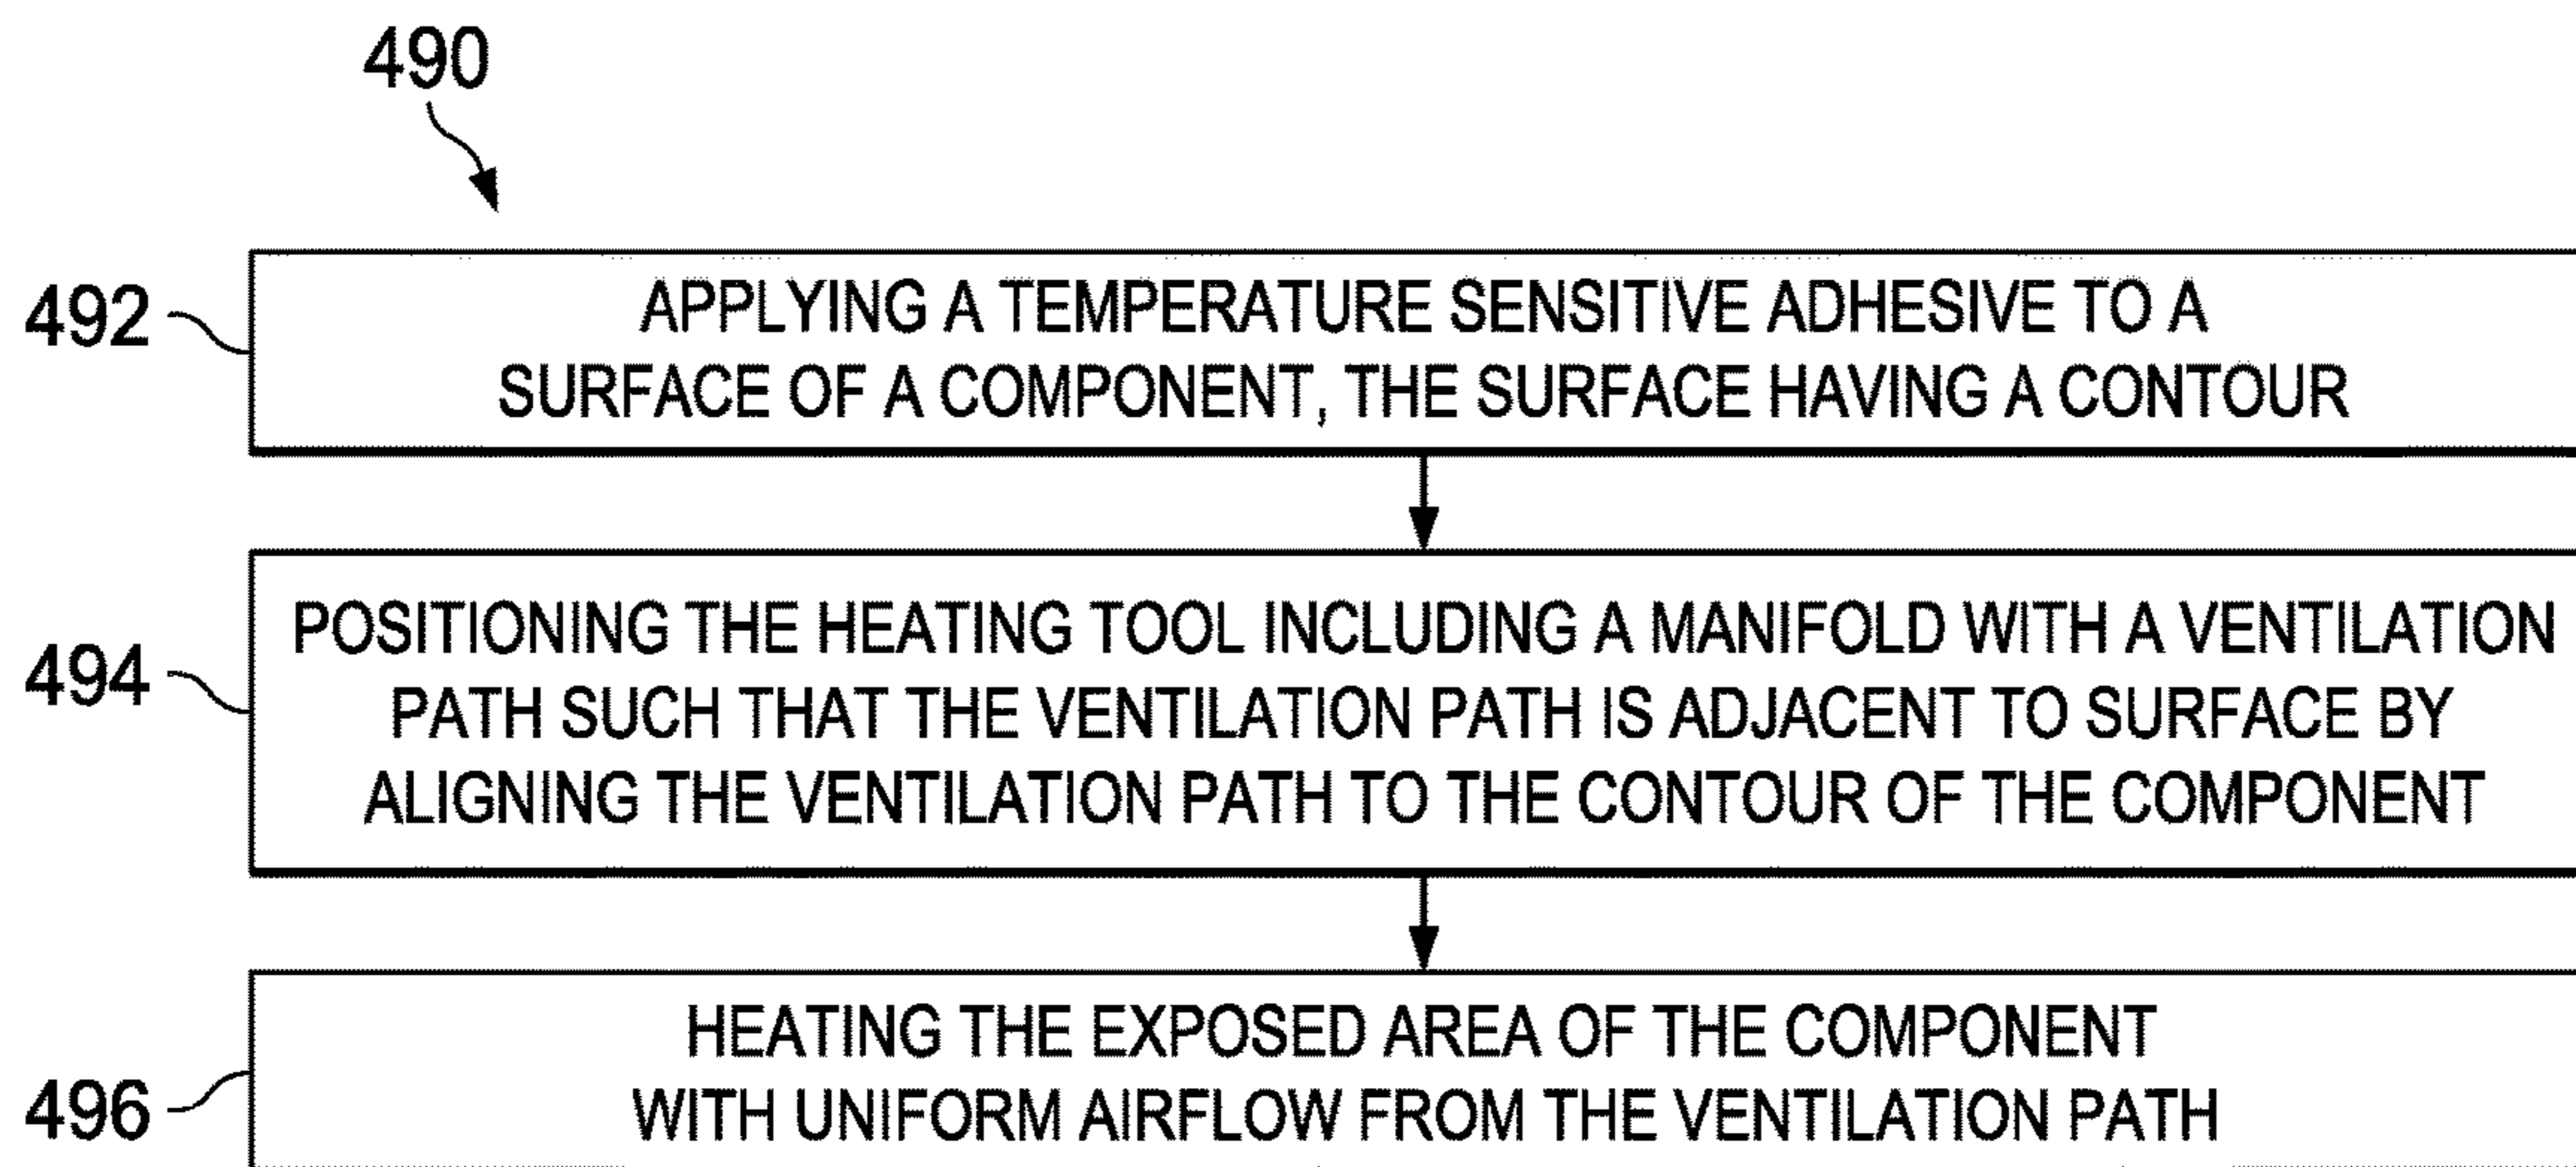 490
492
APPLYING A TEMPERATURE SENSITIVE ADHESIVE TO A
SURFACE OF A COMPONENT, THE SURFACE HAVING A CONTOUR
494
POSITIONING THE HEATING TOOL INCLUDING A MANIFOLD WITH A VENTILATION
PATH SUCH THAT THE VENTILATION PATH IS ADJACENT TO SURFACE BY
ALIGNING THE VENTILATION PATH TO THE CONTOUR OF THE COMPONENT
496
HEATING THE EXPOSED AREA OF THE COMPONENT
WITH UNIFORM AIRFLOW FROM THE VENTILATION PATH